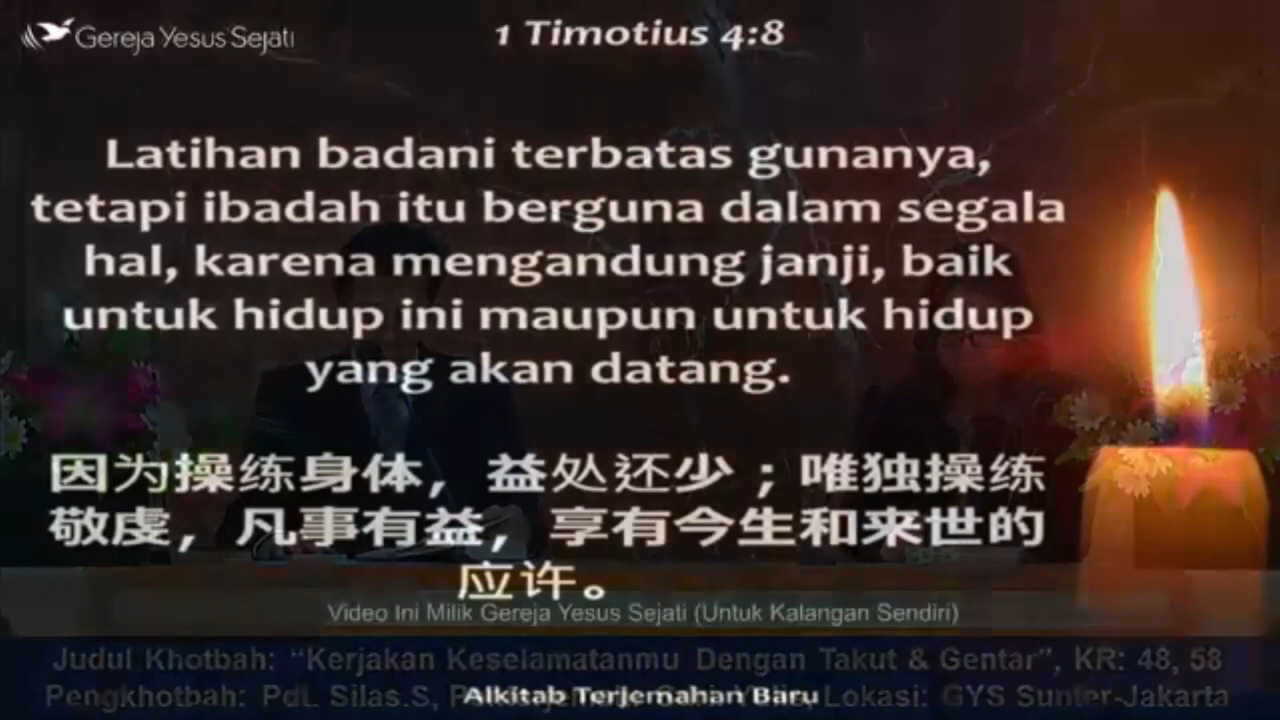 Gereja Yesus Sejati
1 Timotius 4:8
Latihan badani terbatas gunanya,
tetapi ibadah itu berguna dalam segala
hal, karena mengandung janji, baik
untuk hidup ini maupun untuk hidup
yang akan datang.
因为操练身体，益处还少；唯独操练
敬虔，凡事有益，享有今生和来世的
应许。
Video Ini Milik Gereja Yesus Sejati (Untuk Kalangan Sendiri)
Judul Khotbah: “Kerjakan Keselamatanmu Dengan Takut & Gentar”, KR: 48, 58
Pengkhotbah: Pdt. Silas.S, Lokasi: GYS Sunter-Jakarta
Alkitab Terjemahan Baru